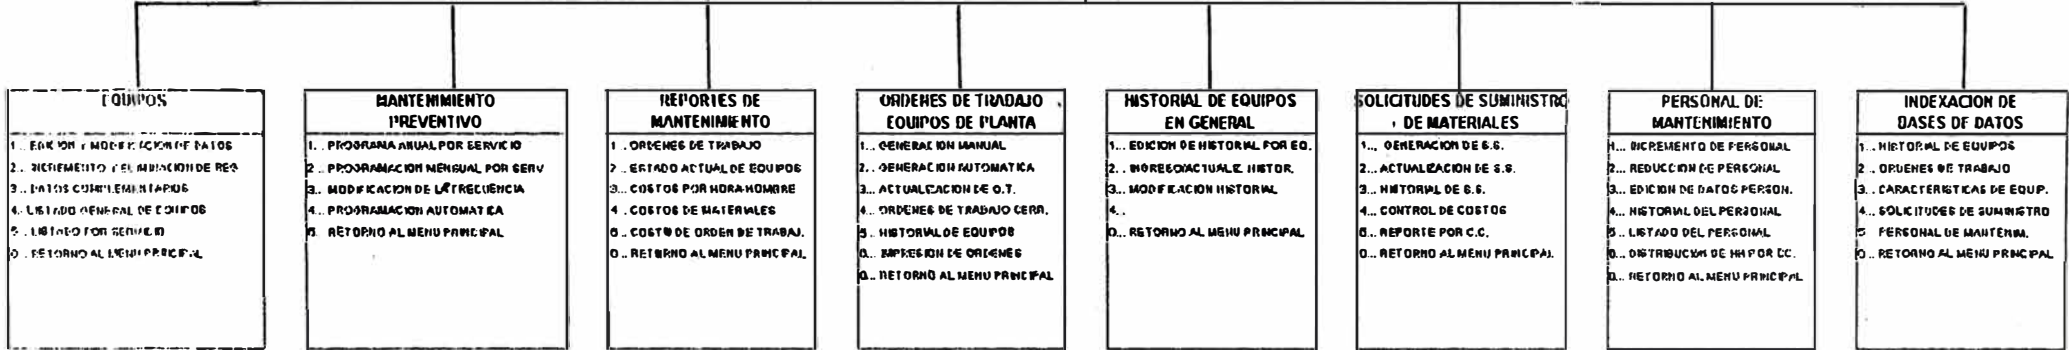 EQUIPOS
1.. EDICION Y MODIFICACION DE DATOS
2.. INCREMENTO Y ELIMINACION DE REG
3.. DATOS COMPLEMENTARIOS
4.. LISTADO GENERAL DE EQUIPOS
5.. LISTADO POR SERVICIO
0.. RETORNO AL MENU PRINCIPAL
MANTENIMIENTO
PREVENTIVO
1.. PROGRAMA ANUAL POR SERVICIO
2.. PROGRAMACION MENSUAL POR SERV
3.. MODIFICACION DE LA FRECUENCIA
4.. PROGRAMACION AUTOMATICA
0. RETORNO AL MENU PRINCIPAL
REPORTES DE
MANTENIMIENTO
1.. ORDENES DE TRABAJO
2.. ESTADO ACTUAL DE EQUIPOS
3... COSTOS POR HORA-HOMBRE
4.. COSTOS DE MATERIALES
5.. COSTO DE ORDEN DE TRABAJ.
0.. RETORNO AL MENU PRINCIPAL
ORDENES DE TRABAJO
EQUIPOS DE PLANTA
1... GENERACION MANUAL
2... GENERACION AUTOMATICA
3... ACTUALIZACION DE O.T.
4... ORDENES DE TRABAJO CERR.
5.. HISTORIAL DE EQUIPOS
6... IMPRESION DE ORDENES
0... RETORNO AL MENU PRINCIPAL
HISTORIAL DE EQUIPOS
EN GENERAL
1... EDICION DE HISTORIAL POR EQ.
2... INGRESO/ACTUALIZ. HISTOR.
3... MODIFICACION HISTORIAL
4..
0... RETORNO AL MENU PRINCIPAL
SOLICITUDES DE SUMINISTRO
DE MATERIALES
1..., GENERACION DE S.S.
2... ACTUALIZACION DE S.S.
3... HISTORIAL DE S.S.
4... CONTROL DE COSTOS
5... REPORTE POR C.C.
0... RETORNO AL MENU PRINCIPAL
PERSONAL DE
MANTENIMIENTO
1... INCREMENTO DE PERSONAL
2... REDUCCION DE PERSONAL
3... EDICION DE DATOS PERSON.
4... HISTORIAL DEL PERSONAL
5... LISTADO DEL PERSONAL
6... DISTRIBUCION DE HH POR CC.
0... RETORNO AL MENU PRINCIPAL
INDEXACION DE
BASES DE DATOS
1... HISTORIAL DE EQUIPOS
2... ORDENES DE TRABAJO
3... CARACTERISTICAS DE EQUIP.
4... SOLICITUDES DE SUMINISTRO
5 PERSONAL DE MANTENIM.
0.. RETORNO AL MENU PRINCIPAL